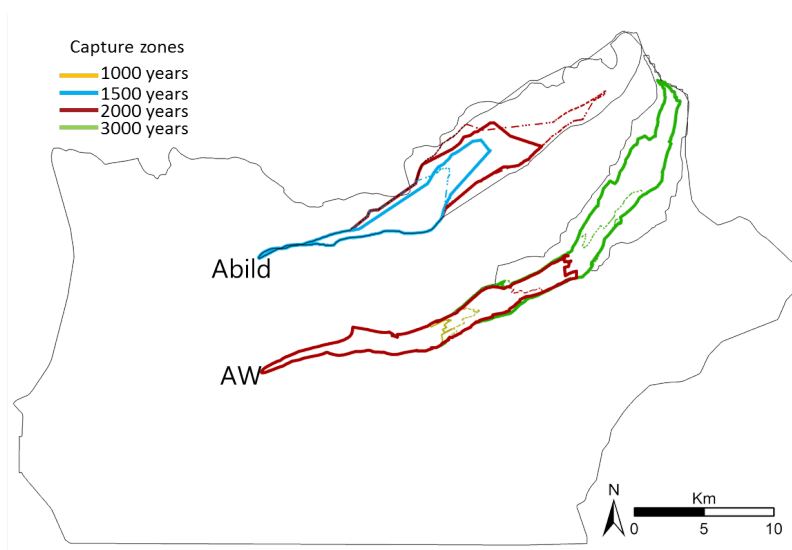 Capture zones
1000 years
1500 years
2000 years
3000 years
Abild
AW
N
Km
0 5 10